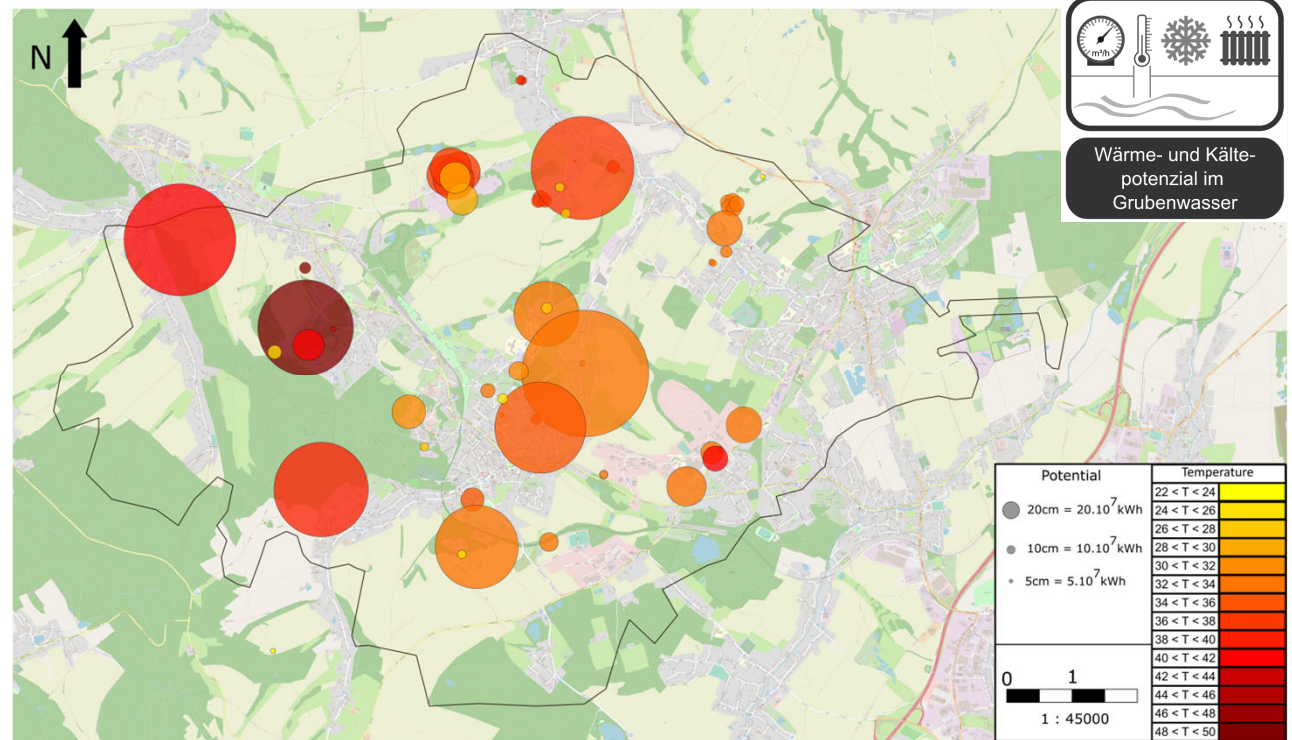 N
m³/h
Wärme- und Kälte-
potenzial im
Grubenwasser
Potential
20cm = 20.10⁷kWh
10cm = 10.10⁷kWh
5cm = 5.10⁷kWh
0 1
1 : 45000
Temperature
22 < T < 24
24 < T < 26
26 < T < 28
28 < T < 30
30 < T < 32
32 < T < 34
34 < T < 36
36 < T < 38
38 < T < 40
40 < T < 42
42 < T < 44
44 < T < 46
46 < T < 48
48 < T < 50